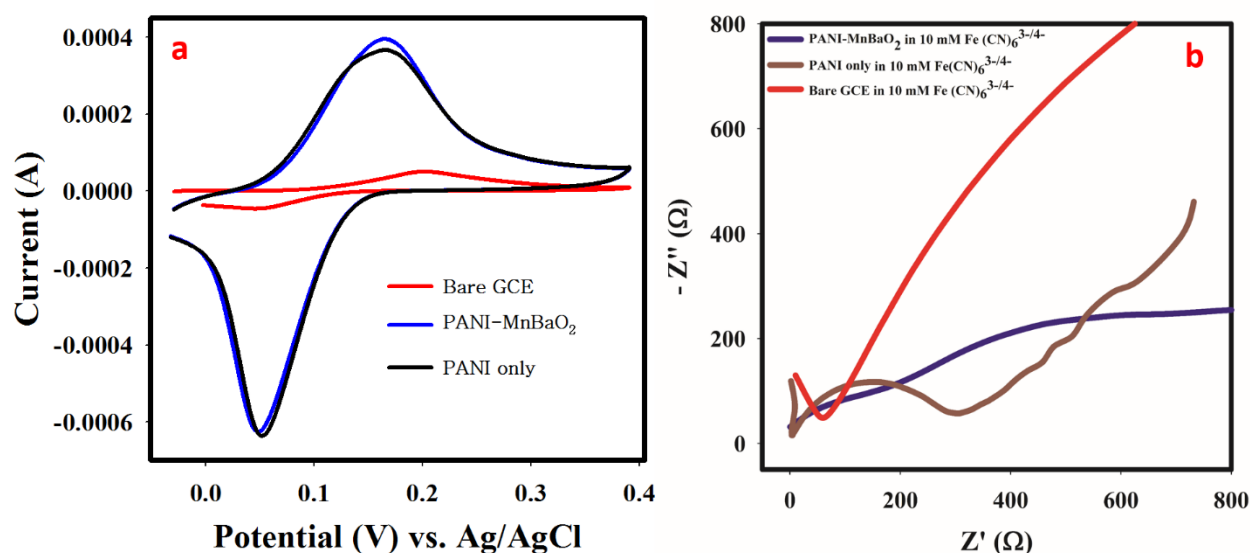 a
0.0004
0.0002
0.0000
-0.0002
-0.0004
-0.0006
Current (A)
Bare GCE
PANI-MnBaO₂
PANI only
0.0 0.1 0.2 0.3 0.4
Potential (V) vs. Ag/AgCl
b
PANI-MnBaO₂ in 10 mM Fe (CN)₆³⁻/⁴⁻
PANI only in 10 mM Fe(CN)₆³⁻/⁴⁻
Bare GCE in 10 mM Fe (CN)₆³⁻/⁴⁻
800
600
400
200
0
- Z'' (Ω)
0 200 400 600 800
Z' (Ω)